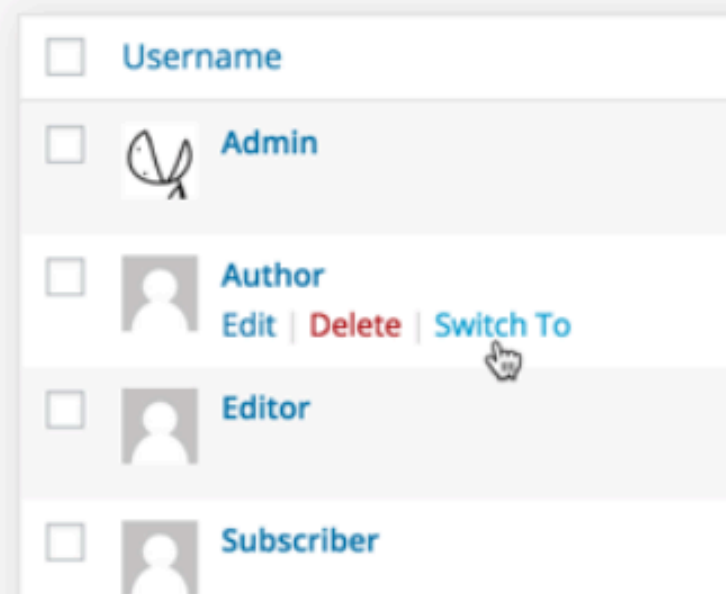 Username
Admin
Author
Edit | Delete | Switch To
Editor
Subscriber